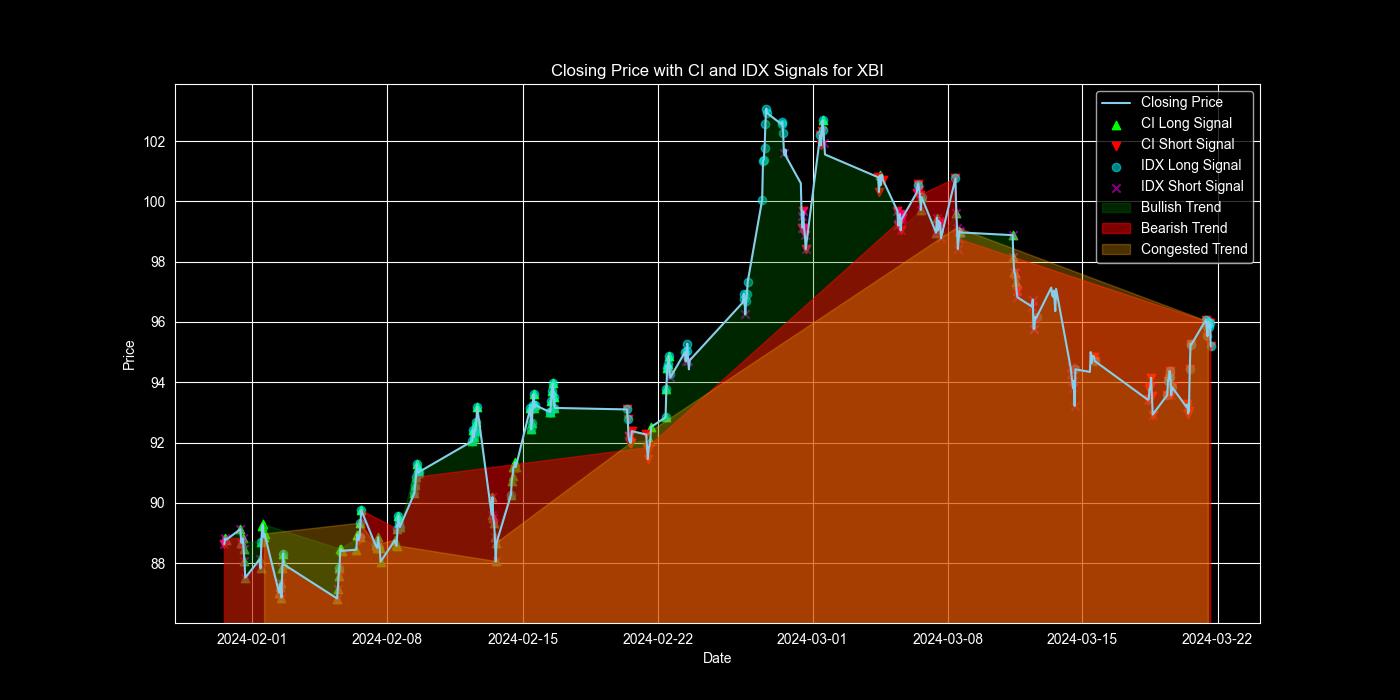 Closing Price with CI and IDX Signals for XBI
Closing Price
CI Long Signal
CI Short Signal
IDX Long Signal
IDX Short Signal
Bullish Trend
Bearish Trend
Congested Trend
Price
102
100
98
96
94
92
90
88
2024-02-01 2024-02-08 2024-02-15 2024-02-22 2024-03-01 2024-03-08 2024-03-15 2024-03-22
Date